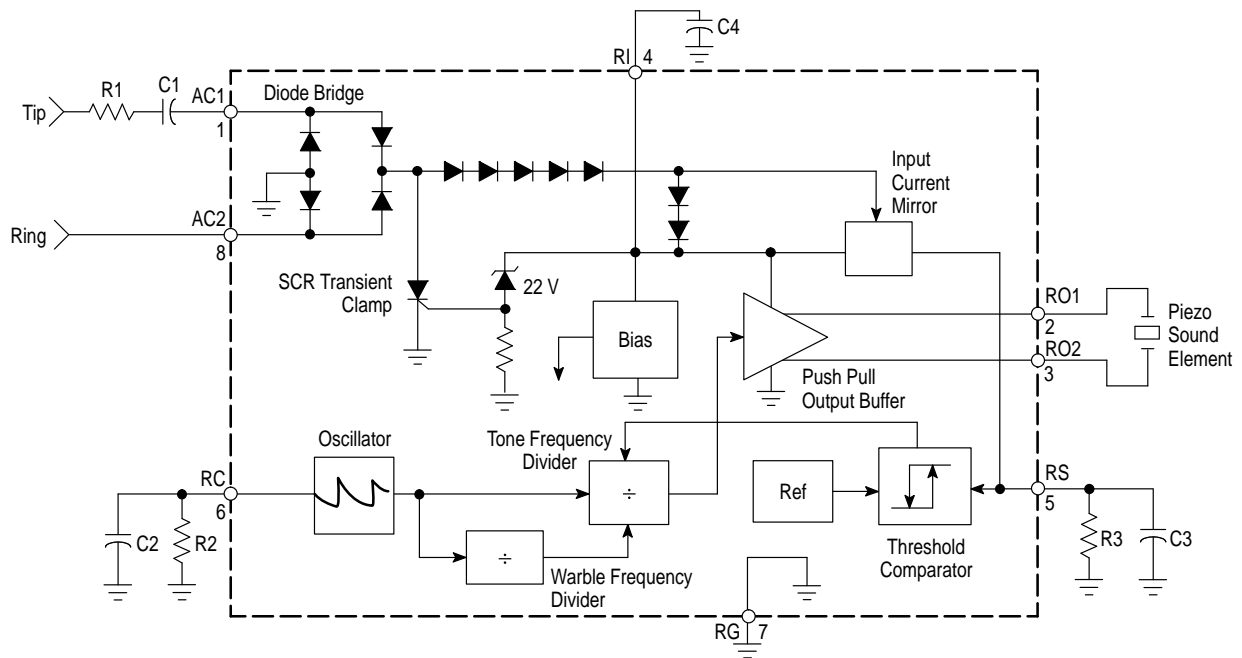 C4
RI 4
R1
C1
AC1
1
Tip
Diode Bridge
Input
Current
Mirror
AC2
8
Ring
SCR Transient
Clamp
22 V
Bias
RO1
2
RO2
3
Piezo
Sound
Element
Push Pull
Output Buffer
Oscillator
Tone Frequency
Divider
÷
Ref
RC
6
RS
5
C2
R2
÷
Warble Frequency
Divider
Threshold
Comparator
R3
C3
RG 7